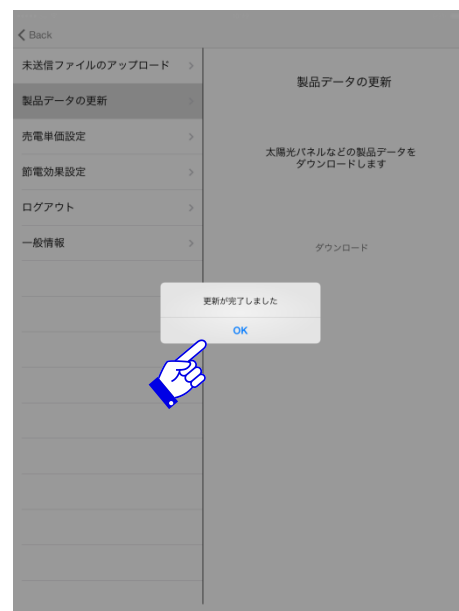 Back
未送信ファイルのアップロード
製品データの更新
売電単価設定
節電効果設定
ログアウト
一般情報
製品データの更新
太陽光パネルなどの製品データを
ダウンロードします
ダウンロード
更新が完了しました
OK